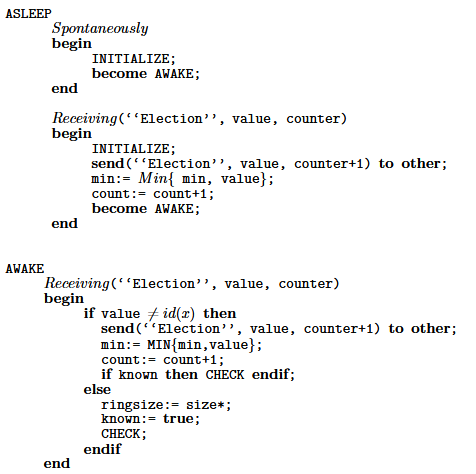 ASLEEP
Spontaneously
begin
INITIALIZE;
become AWAKE;
end
Receiving(‘‘Election’’, value, counter)
begin
INITIALIZE;
send(‘‘Election’’, value, counter+1) to other;
min:= Min{ min, value};
count:= count+1;
become AWAKE;
end
AWAKE
Receiving(‘‘Election’’, value, counter)
begin
if value ≠ id(x) then
send(‘‘Election’’, value, counter+1) to other;
min:= MIN{min,value};
count:= count+1;
if known then CHECK endif;
else
ringsize:= size*;
known:= true;
CHECK;
endif
end